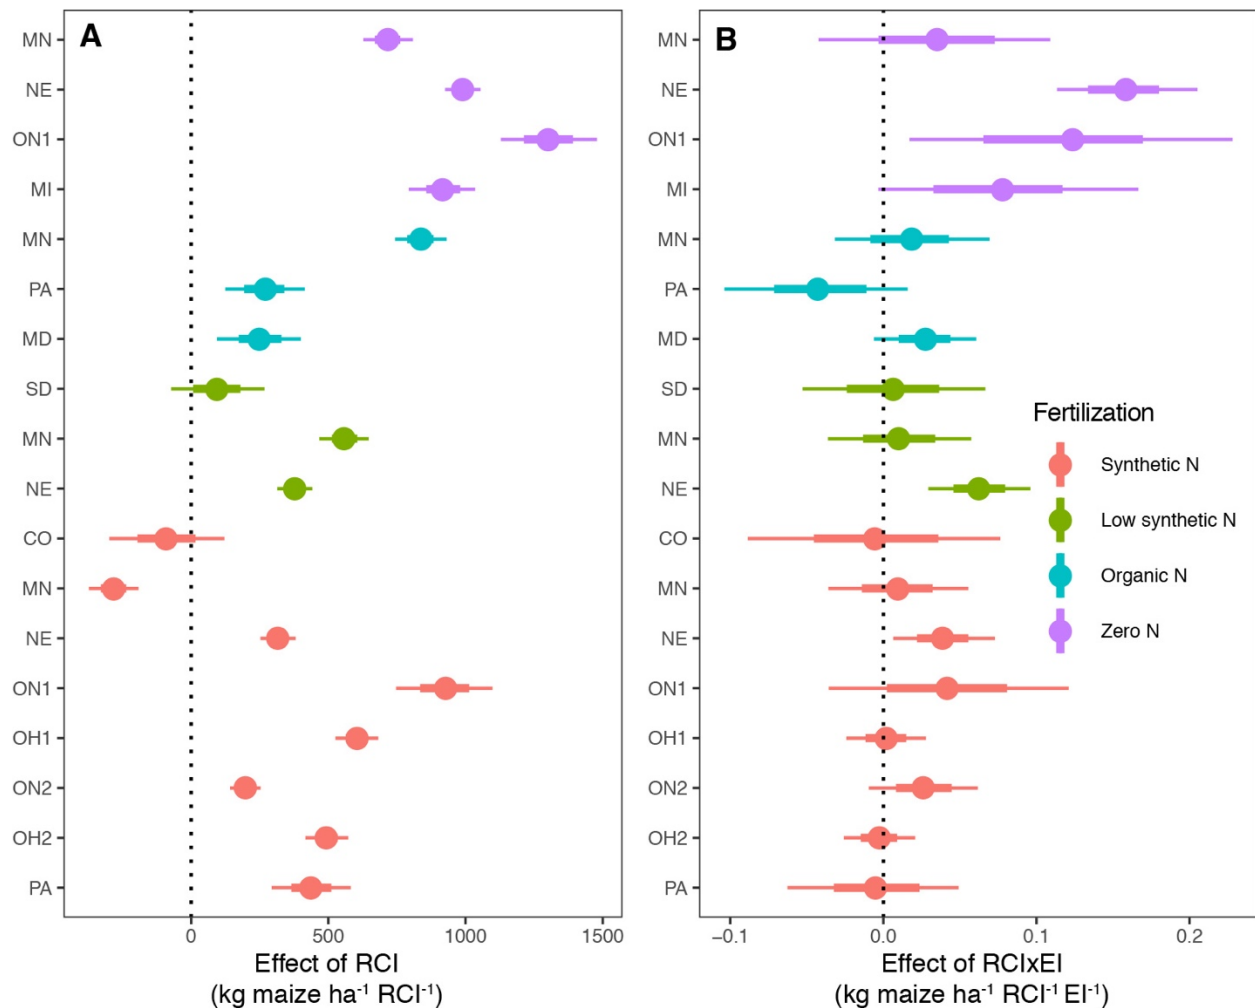 A
MN
NE
ON1
MI
MN
PA
MD
SD
MN
NE
CO
MN
NE
ON1
OH1
ON2
OH2
PA
0 500 1000 1500
Effect of RCI
(kg maize ha⁻¹ RCI⁻¹)
B
MN
NE
ON1
MI
MN
PA
MD
SD
MN
NE
CO
MN
NE
ON1
OH1
ON2
OH2
PA
−0.1 0.0 0.1 0.2
Effect of RCIxEI
(kg maize ha⁻¹ RCI⁻¹ EI⁻¹)
Fertilization
Synthetic N
Low synthetic N
Organic N
Zero N